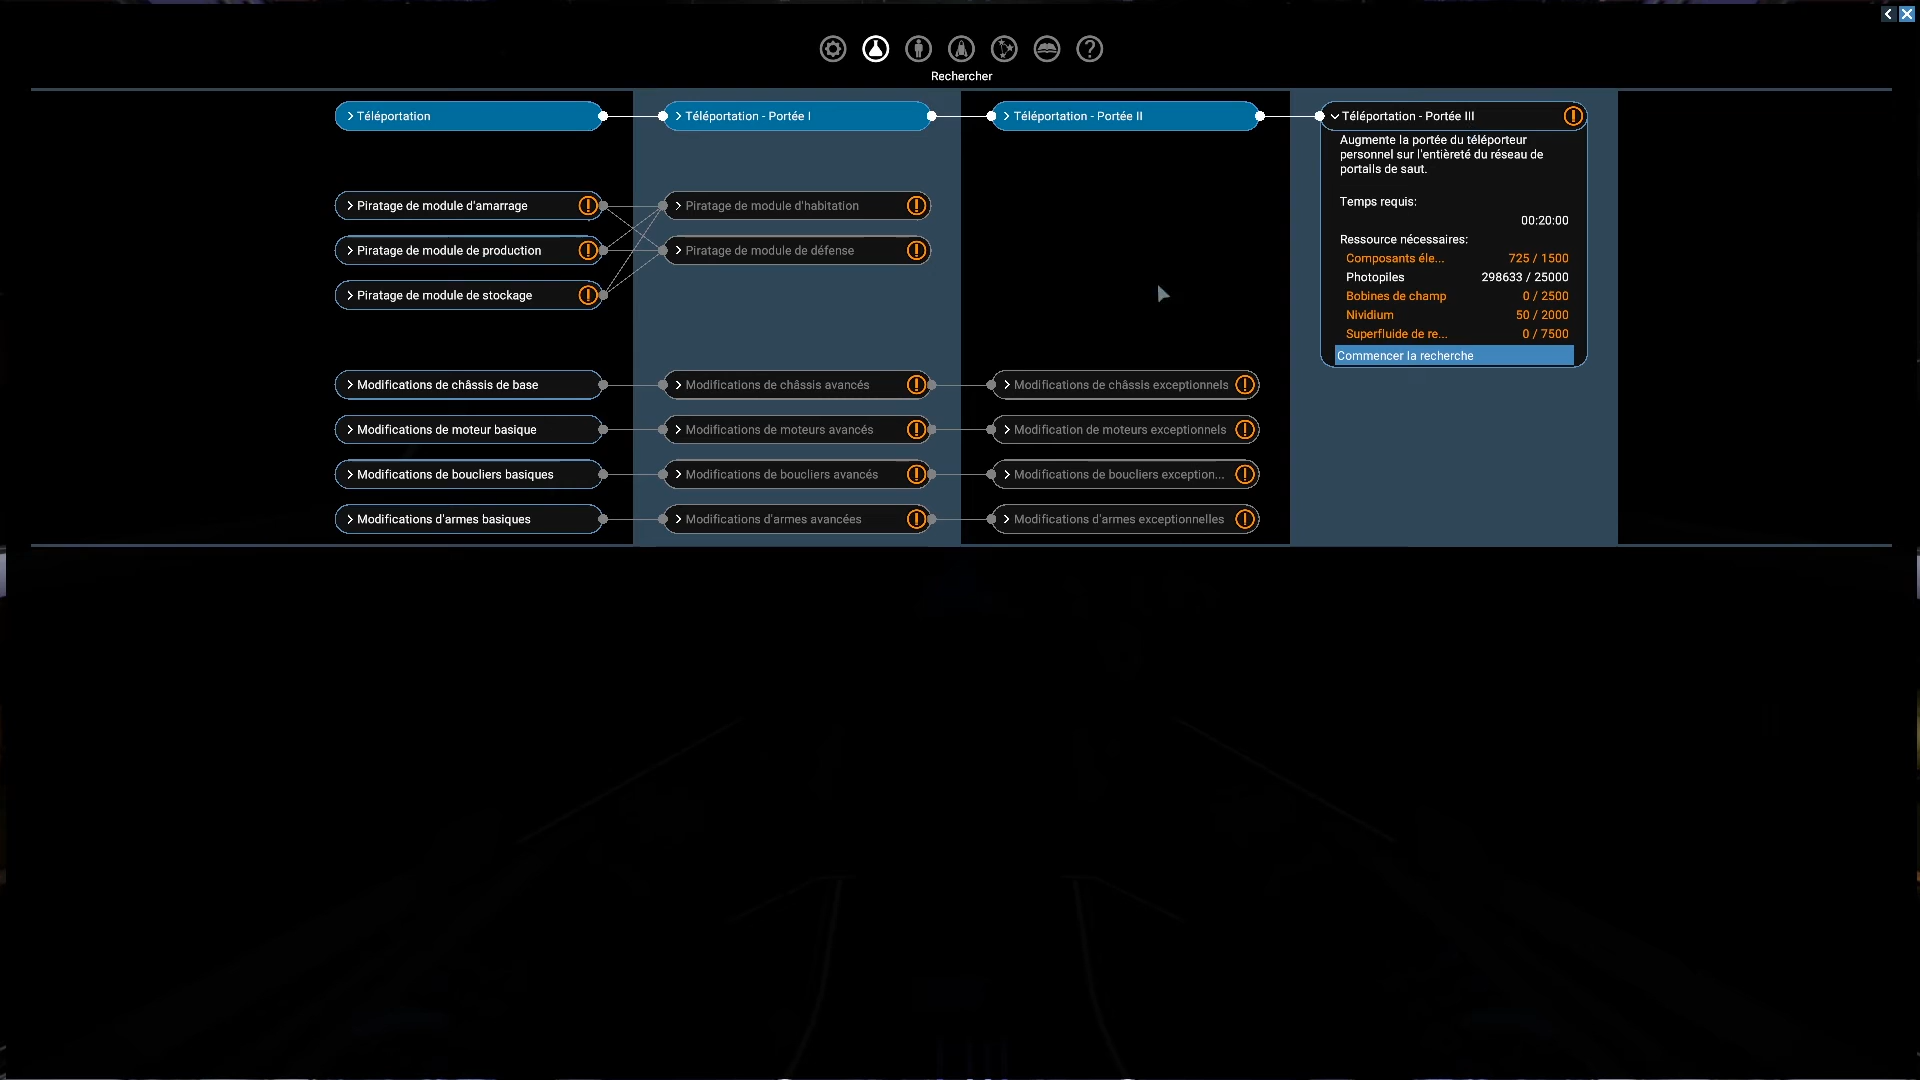 Rechercher
Téléportation
Téléportation - Portée I
Téléportation - Portée II
Téléportation - Portée III
Augmente la portée du téléporteur
personnel sur l'entièreté du réseau de
portails de saut.
Temps requis:
00:20:00
Ressource nécessaires:
Composants éle... 725 / 1500
Photopiles 298633 / 25000
Bobines de champ 0 / 2500
Nividium 50 / 2000
Superfluide de re... 0 / 7500
Commencer la recherche
Piratage de module d'amarrage
Piratage de module d'habitation
Piratage de module de production
Piratage de module de défense
Piratage de module de stockage
Modifications de châssis de base
Modifications de châssis avancés
Modifications de châssis exceptionnels
Modifications de moteur basique
Modifications de moteurs avancés
Modification de moteurs exceptionnels
Modifications de boucliers basiques
Modifications de boucliers avancés
Modifications de boucliers exception...
Modifications d'armes basiques
Modifications d'armes avancées
Modifications d'armes exceptionnelles